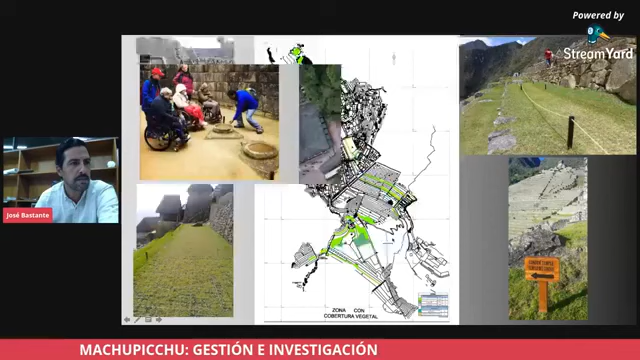 Powered by
StreamYard
José Bastante
ZONA CON
COBERTURA VEGETAL
MACHUPICCHU: GESTIÓN E INVESTIGACIÓN